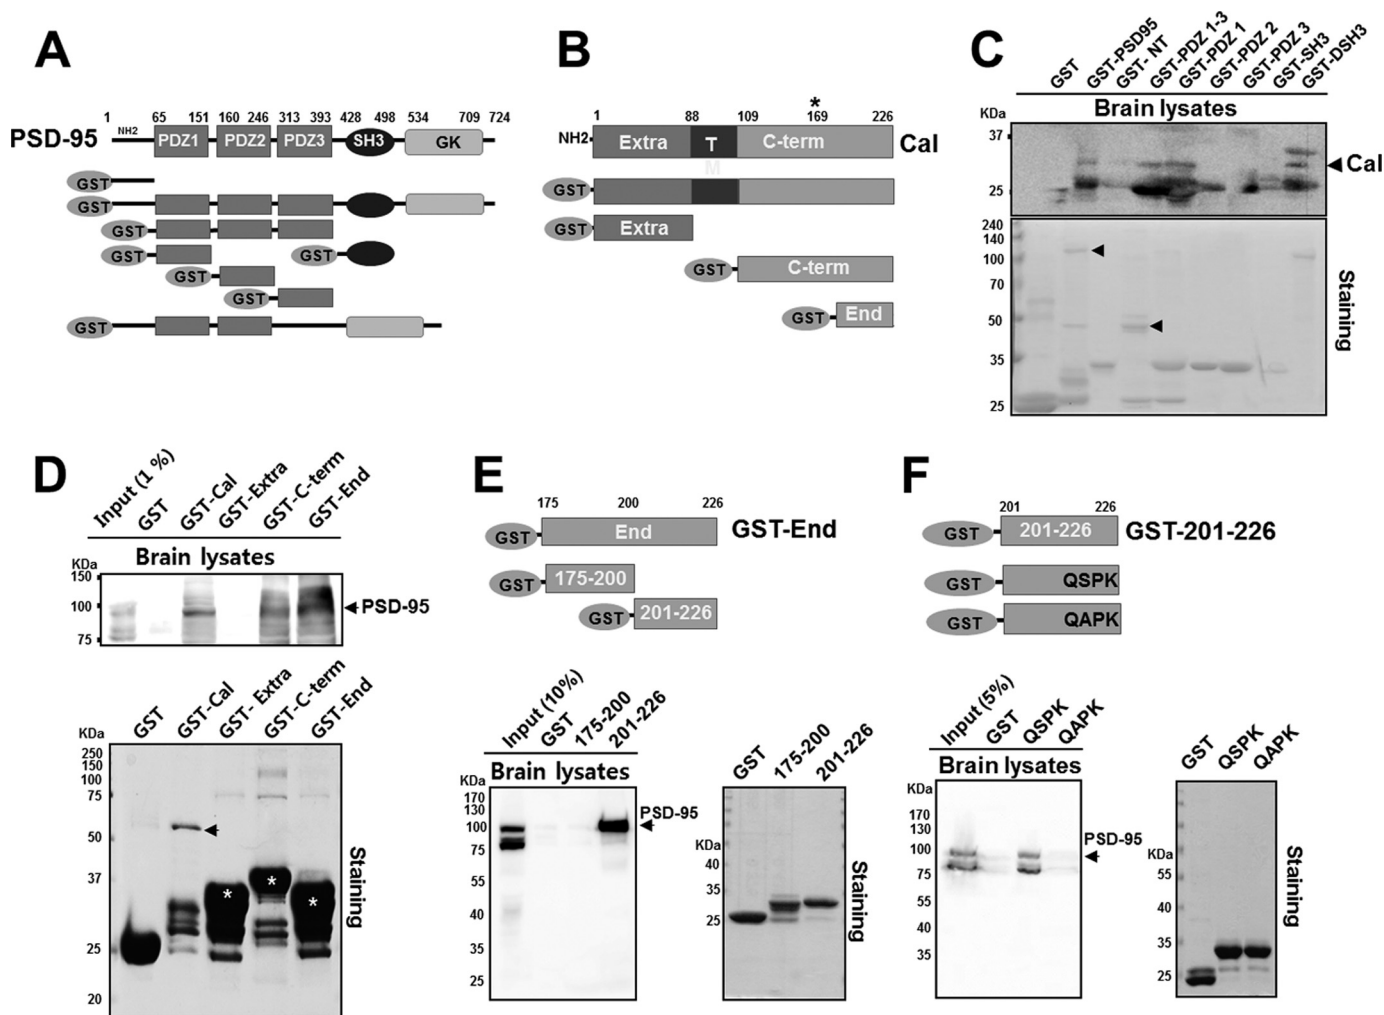 A
1 65 151 160 246 313 393 428 498 534 709 724
PSD-95 NH2 PDZ1 PDZ2 PDZ3 SH3 GK
GST
GST
GST
GST GST
GST
GST
GST
B
*
1 88 109 169 226
NH2 Extra T C-term Cal
M
GST
GST Extra
GST C-term
GST End
C
GST GST-PSD95 GST- NT GST-PDZ 1-3 GST-PDZ 1 GST-PDZ 2 GST-PDZ 3 GST-SH3 GST-DSH3
Brain lysates
KDa
37
Cal
25
240
140
100
70
50
35
25
Staining
D
Input (1 %) GST GST-Cal GST-Extra GST-C-term GST-End
Brain lysates
KDa
150
100 PSD-95
75
GST GST-Cal GST- Extra GST-C-term GST-End
KDa
250
150
100
75
50
37
25
20
* * *
Staining
E
175 200 226
GST End GST-End
GST 175-200
GST 201-226
Input (10%) GST 175-200 201-226
Brain lysates
KDa
170
130
100
75
55
40
35
25
PSD-95
GST 175-200 201-226
KDa
40
35
25
Staining
F
201 226
GST 201-226 GST-201-226
GST QSPK
GST QAPK
Input (5%) GST QSPK QAPK
Brain lysates
KDa
170
130
100
75
55
40
35
PSD-95
GST QSPK QAPK
KDa
55
40
35
25
Staining